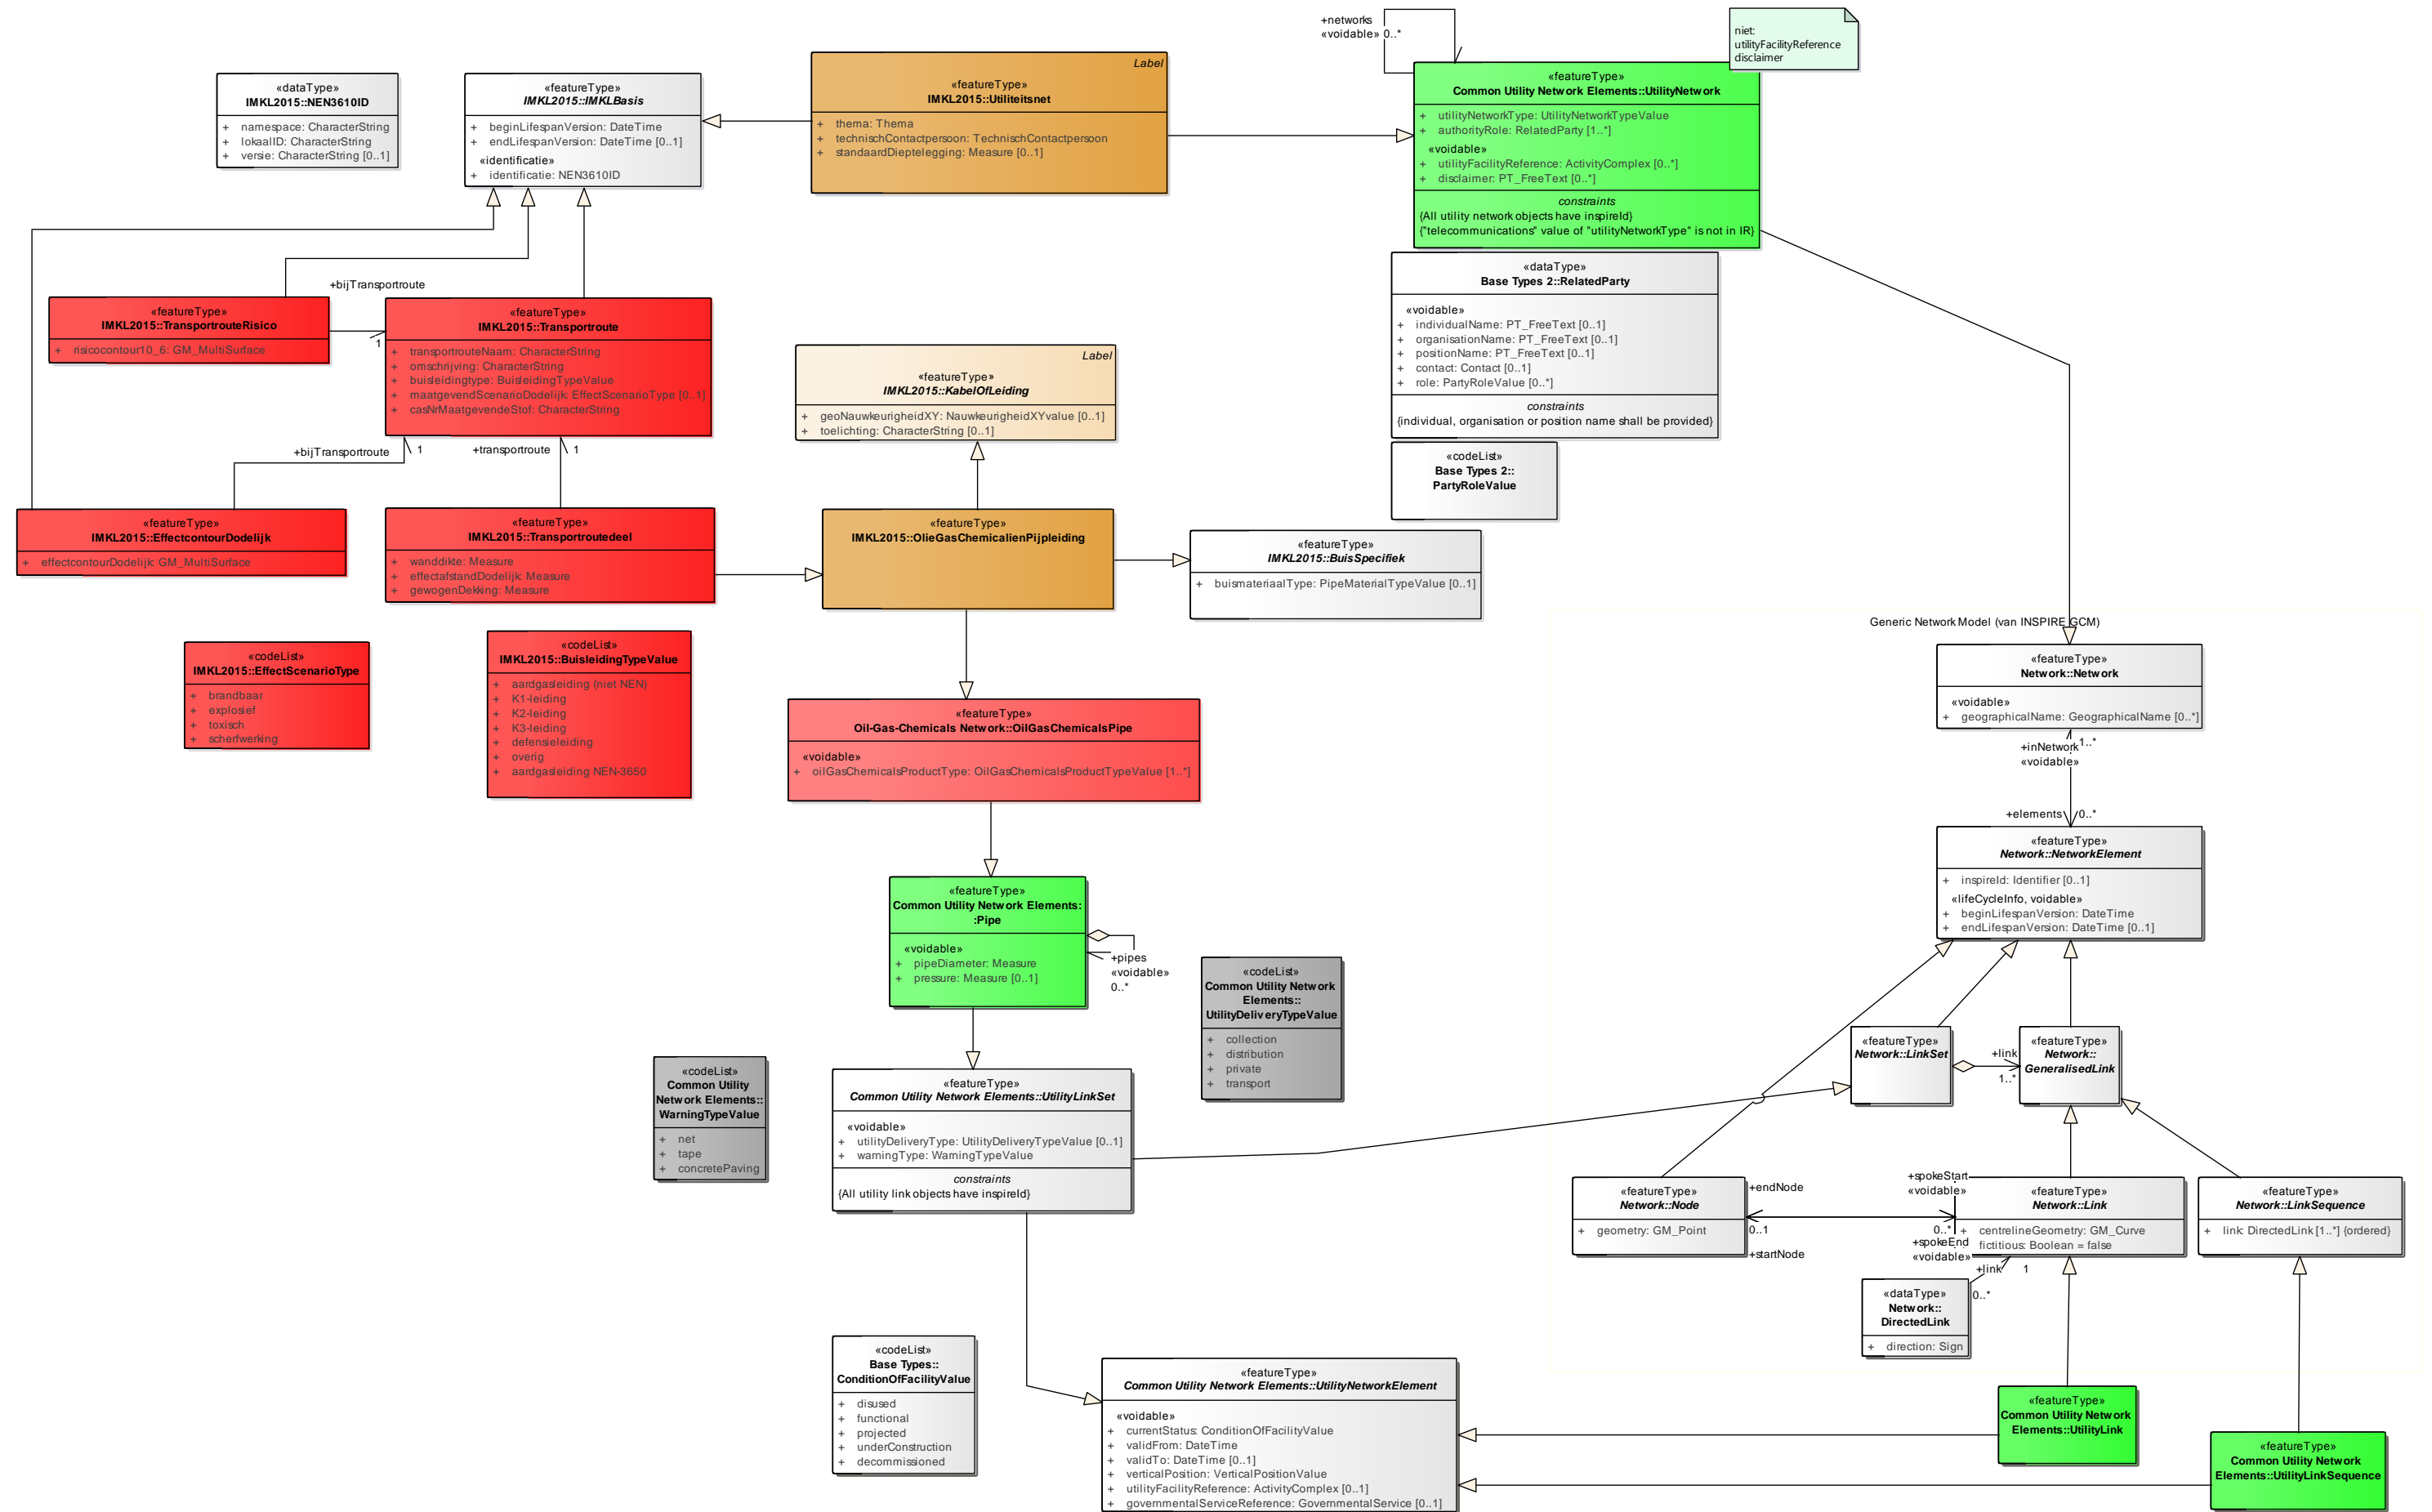 +networks
«voidable» 0..*
niet:
utilityFacilityReference
disclaimer
«dataType»
IMKL2015::NEN3610ID
+ namespace: CharacterString
+ lokaalID: CharacterString
+ versie: CharacterString [0..1]
«featureType»
IMKL2015::IMKLBasis
+ beginLifespanVersion: DateTime
+ endLifespanVersion: DateTime [0..1]
«identificatie»
+ identificatie: NEN3610ID
Label
«featureType»
IMKL2015::Utiliteitsnet
+ thema: Thema
+ technischContactpersoon: TechnischContactpersoon
+ standaardDieptelegging: Measure [0..1]
«featureType»
Common Utility Network Elements::UtilityNetwork
+ utilityNetworkType: UtilityNetworkTypeValue
+ authorityRole: RelatedParty [1..*]
«voidable»
+ utilityFacilityReference: ActivityComplex [0..*]
+ disclaimer: PT_FreeText [0..*]
constraints
{All utility network objects have inspireId}
{"telecommunications" value of "utilityNetworkType" is not in IR}
«dataType»
Base Types 2::RelatedParty
«voidable»
+ individualName: PT_FreeText [0..1]
+ organisationName: PT_FreeText [0..1]
+ positionName: PT_FreeText [0..1]
+ contact: Contact [0..1]
+ role: PartyRoleValue [0..*]
constraints
{individual, organisation or position name shall be provided}
«codeList»
Base Types 2::
PartyRoleValue
+bijTransportroute
1
«featureType»
IMKL2015::TransportrouteRisico
+ risicocontour10_6: GM_MultiSurface
«featureType»
IMKL2015::Transportroute
+ transportrouteNaam: CharacterString
+ omschrijving: CharacterString
+ buisleidingtype: BuisleidingTypeValue
+ maatgevendScenarioDodelijk: EffectScenarioType [0..1]
+ casNrMaatgevendeStof: CharacterString
+bijTransportroute
1
+transportroute
1
Label
«featureType»
IMKL2015::KabelOfLeiding
+ geoNauwkeurigheidXY: NauwkeurigheidXYvalue [0..1]
+ toelichting: CharacterString [0..1]
«featureType»
IMKL2015::EffectcontourDodelijk
+ effectcontourDodelijk: GM_MultiSurface
«featureType»
IMKL2015::Transportroutedeel
+ wanddikte: Measure
+ effectafstandDodelijk: Measure
+ gewogenDekking: Measure
«featureType»
IMKL2015::OlieGasChemicalienPijpleiding
«featureType»
IMKL2015::BuisSpecifiek
+ buismateriaalType: PipeMaterialTypeValue [0..1]
«codeList»
IMKL2015::EffectScenarioType
+ brandbaar
+ explosief
+ toxisch
+ scherfwerking
«codeList»
IMKL2015::BuisleidingTypeValue
+ aardgasleiding (niet NEN)
+ K1-leiding
+ K2-leiding
+ K3-leiding
+ defensieleiding
+ overig
+ aardgasleiding NEN-3650
«featureType»
Oil-Gas-Chemicals Network::OilGasChemicalsPipe
«voidable»
+ oilGasChemicalsProductType: OilGasChemicalsProductTypeValue [1..*]
Generic Network Model (van INSPIRE GCM)
«featureType»
Network::Network
«voidable»
+ geographicalName: GeographicalName [0..*]
+inNetwork 1..*
«voidable»
+elements 0..*
«featureType»
Network::NetworkElement
+ inspireId: Identifier [0..1]
«lifeCycleInfo, voidable»
+ beginLifespanVersion: DateTime
+ endLifespanVersion: DateTime [0..1]
«featureType»
Common Utility Network Elements:
:Pipe
«voidable»
+ pipeDiameter: Measure
+ pressure: Measure [0..1]
+pipes
«voidable»
0..*
«codeList»
Common Utility Network
Elements::
UtilityDeliveryTypeValue
+ collection
+ distribution
+ private
+ transport
«codeList»
Common Utility
Network Elements::
WarningTypeValue
+ net
+ tape
+ concretePaving
«featureType»
Common Utility Network Elements::UtilityLinkSet
«voidable»
+ utilityDeliveryType: UtilityDeliveryTypeValue [0..1]
+ warningType: WarningTypeValue
constraints
{All utility link objects have inspireId}
«featureType»
Network::LinkSet
+link
1..*
«featureType»
Network::
GeneralisedLink
«featureType»
Network::Node
+ geometry: GM_Point
+endNode
0..1
+startNode
+spokeStart
«voidable»
0..*
+spokeEnd
«voidable»
«featureType»
Network::Link
+ centrelineGeometry: GM_Curve
fictitious: Boolean = false
«featureType»
Network::LinkSequence
+ link: DirectedLink [1..*] {ordered}
+link 1
0..*
«dataType»
Network::
DirectedLink
+ direction: Sign
«codeList»
Base Types::
ConditionOfFacilityValue
+ disused
+ functional
+ projected
+ underConstruction
+ decommissioned
«featureType»
Common Utility Network Elements::UtilityNetworkElement
«voidable»
+ currentStatus: ConditionOfFacilityValue
+ validFrom: DateTime
+ validTo: DateTime [0..1]
+ verticalPosition: VerticalPositionValue
+ utilityFacilityReference: ActivityComplex [0..1]
+ governmentalServiceReference: GovernmentalService [0..1]
«featureType»
Common Utility Network
Elements::UtilityLink
«featureType»
Common Utility Network
Elements::UtilityLinkSequence